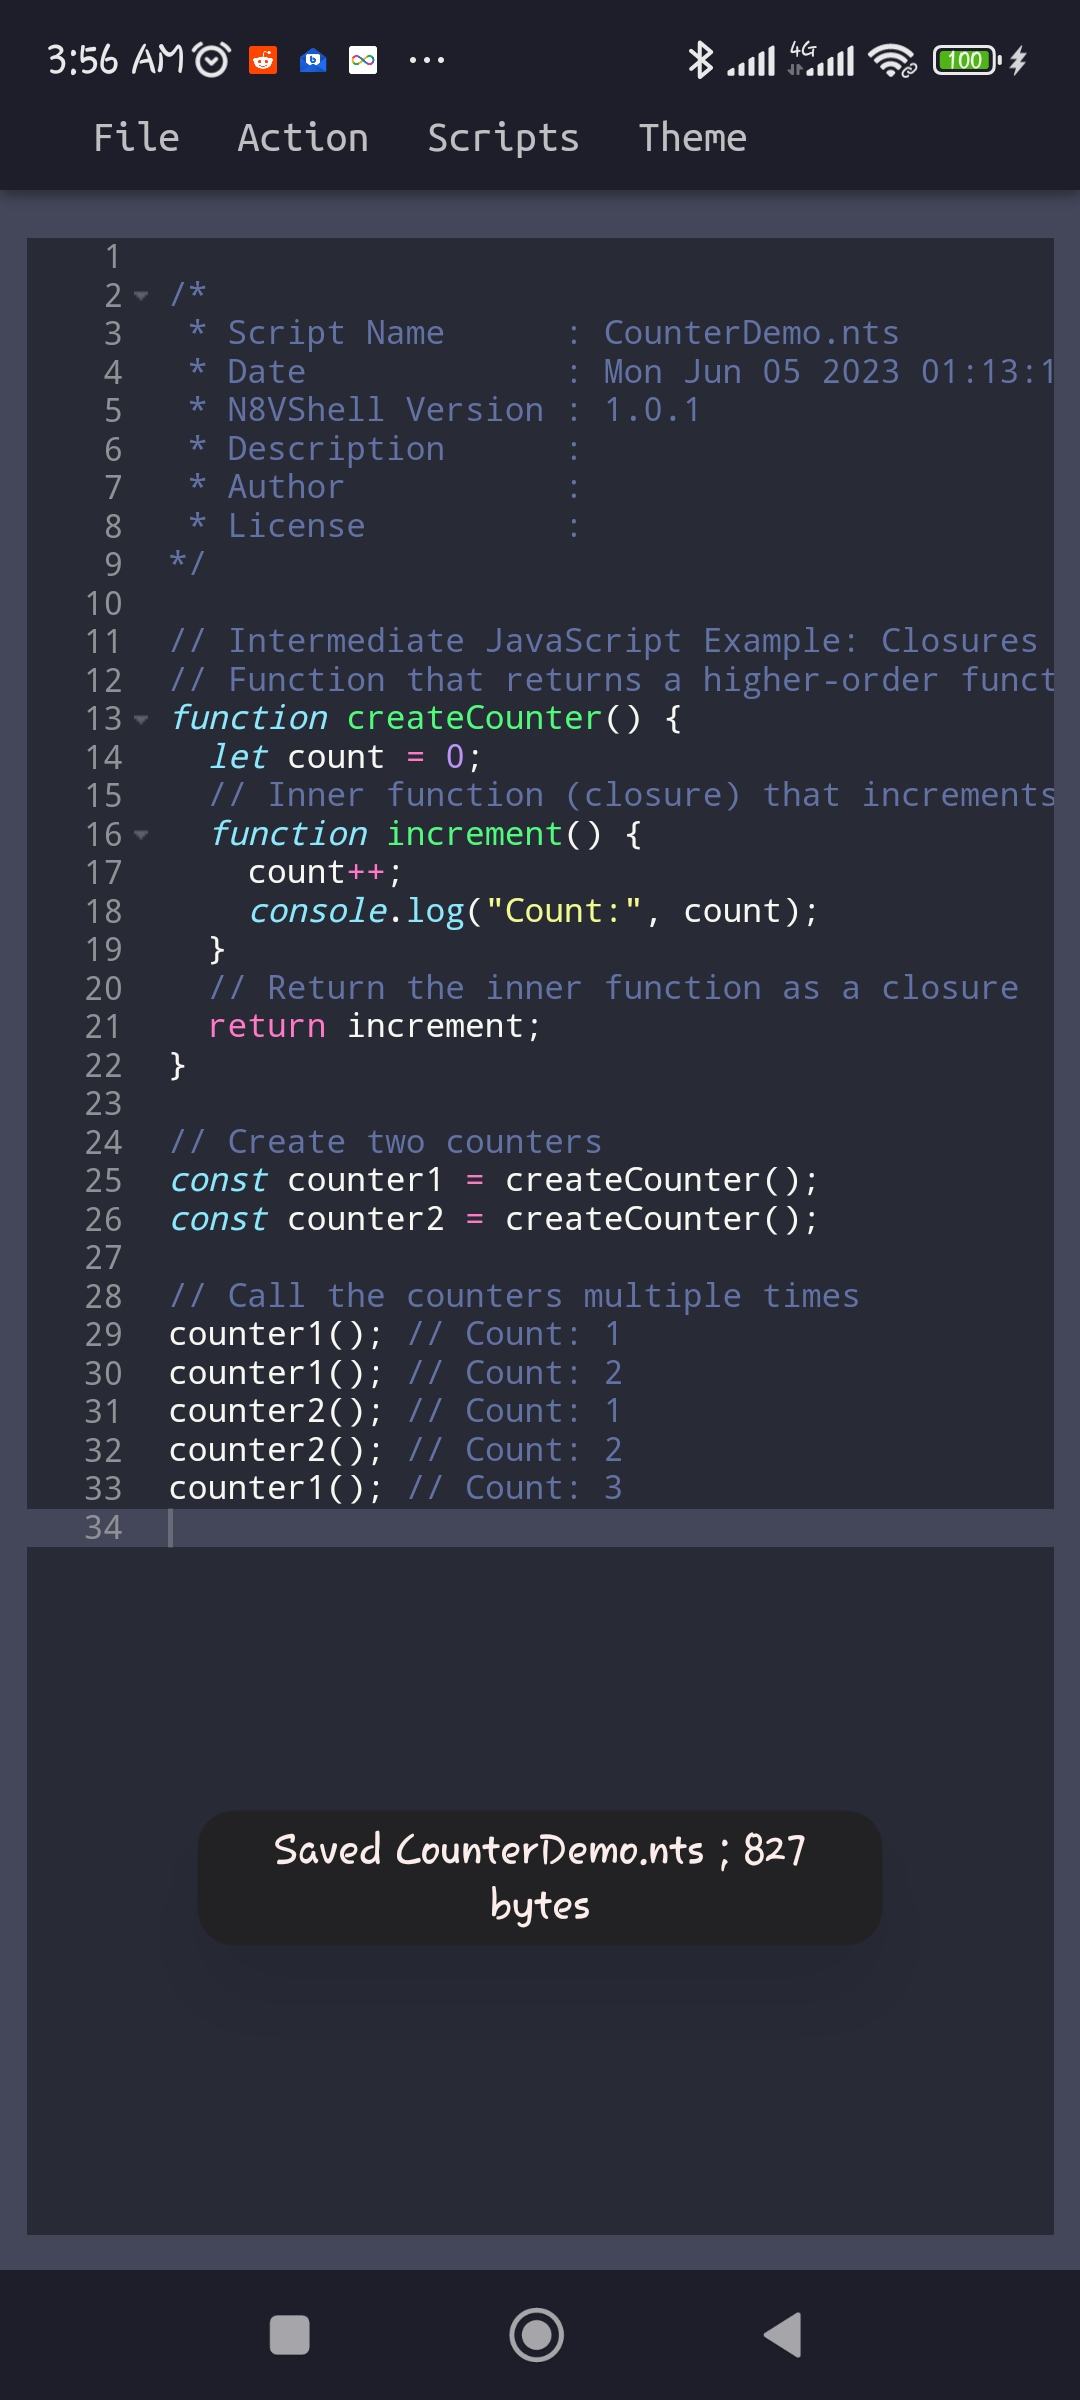 3:56 AM 4G 100
File Action Scripts Theme
1
2 /*
3  * Script Name      : CounterDemo.nts
4  * Date             : Mon Jun 05 2023 01:13:1
5  * N8VShell Version : 1.0.1
6  * Description      :
7  * Author           :
8  * License          :
9 */
10
11 // Intermediate JavaScript Example: Closures
12 // Function that returns a higher-order funct
13 function createCounter() {
14   let count = 0;
15   // Inner function (closure) that increments
16   function increment() {
17     count++;
18     console.log("Count:", count);
19   }
20   // Return the inner function as a closure
21   return increment;
22 }
23
24 // Create two counters
25 const counter1 = createCounter();
26 const counter2 = createCounter();
27
28 // Call the counters multiple times
29 counter1(); // Count: 1
30 counter1(); // Count: 2
31 counter2(); // Count: 1
32 counter2(); // Count: 2
33 counter1(); // Count: 3
34
Saved CounterDemo.nts ; 827
bytes